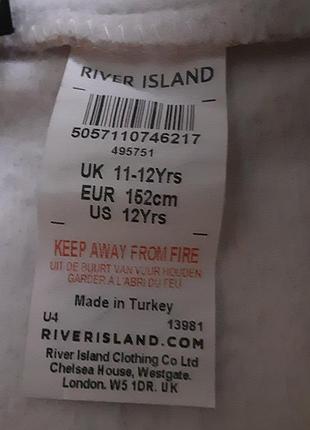 RIVER ISLAND
5057110746217
495751
UK 11-12Yrs
EUR 152cm
US 12Yrs
KEEP AWAY FROM FIRE
UIT DE BUURT VAN VUUR HOUDEN
GARDER A L'ABRI DU FEU
Made in Turkey
U4 13981
RIVERISLAND.COM
River Island Clothing Co Ltd
Chelsea House, Westgate.
London. W5 1DR. UK